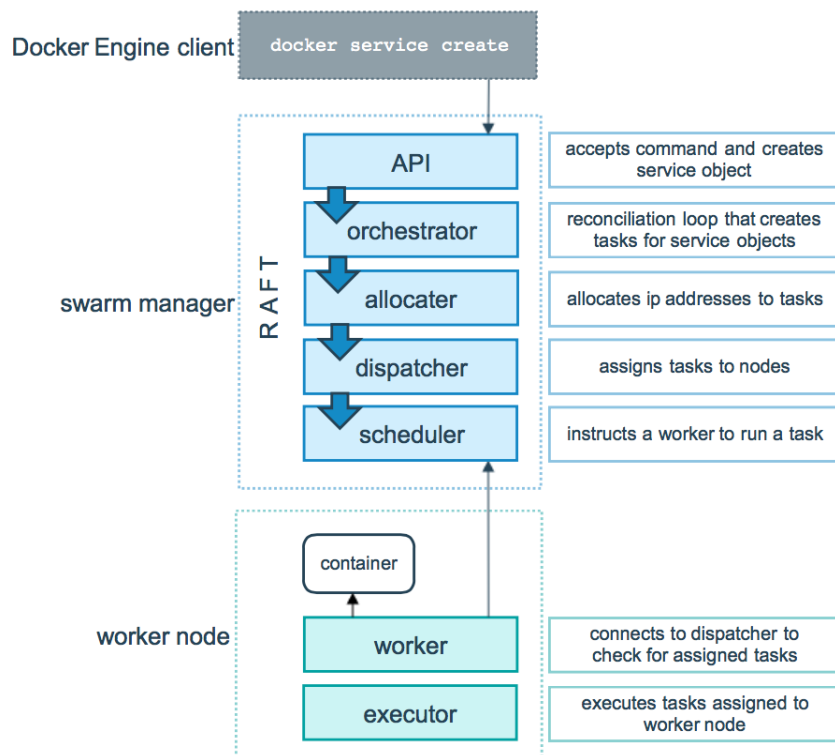 Docker Engine client
docker service create
swarm manager
RAFT
API
accepts command and creates
service object
orchestrator
reconciliation loop that creates
tasks for service objects
allocater
allocates ip addresses to tasks
dispatcher
assigns tasks to nodes
scheduler
instructs a worker to run a task
worker node
container
worker
connects to dispatcher to
check for assigned tasks
executor
executes tasks assigned to
worker node